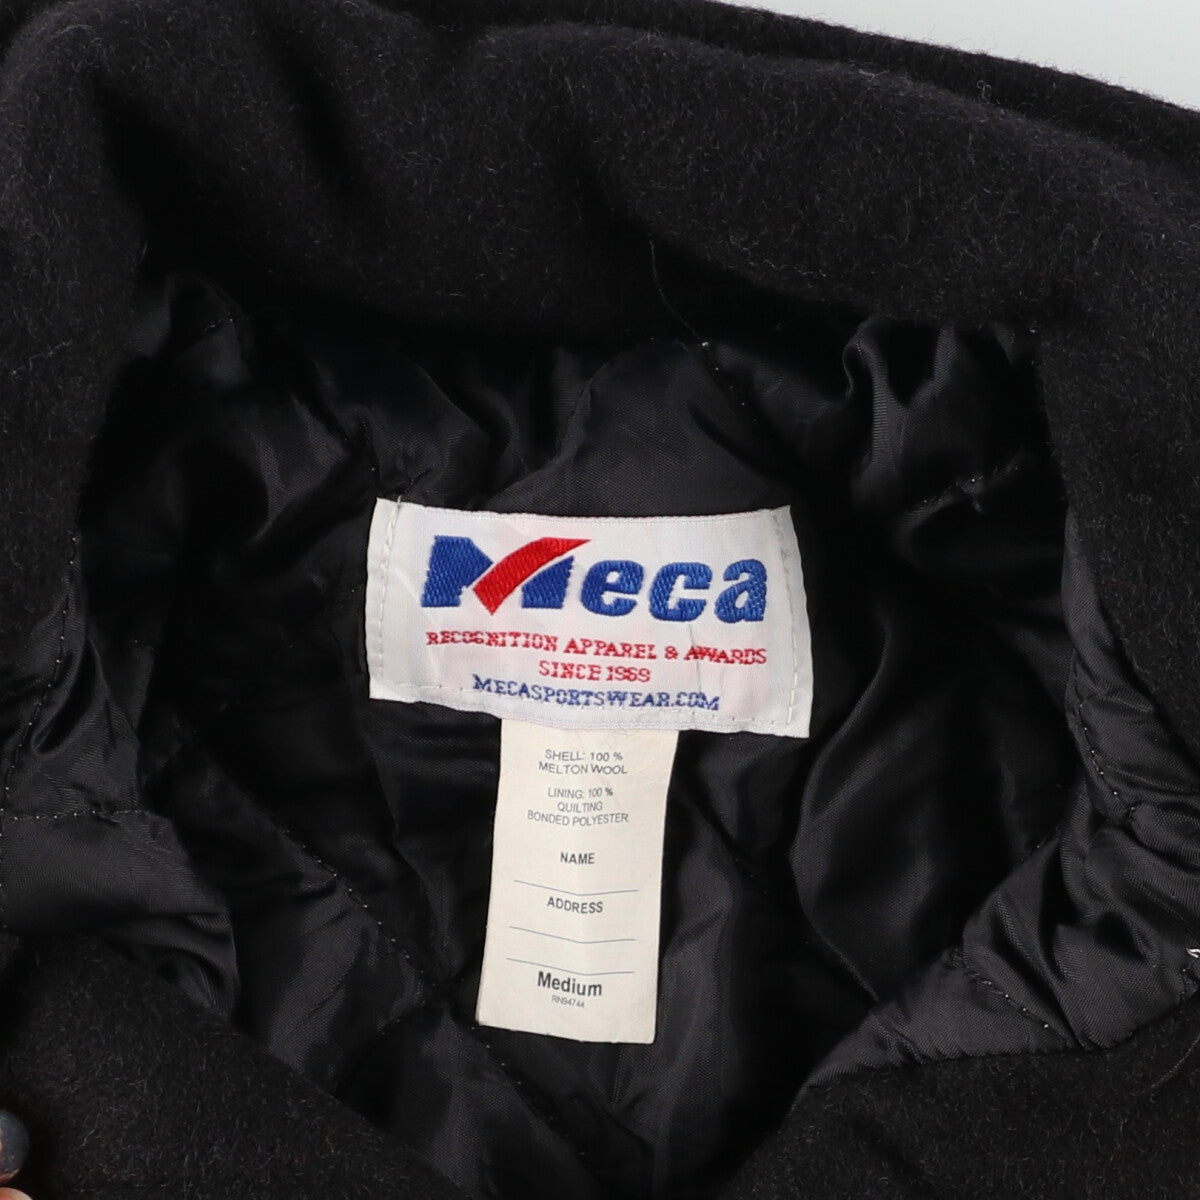 Meca
RECOGNITION APPAREL & AWARDS
SINCE 1959
MECASPORTSWEAR.COM
SHELL: 100 %
MELTON WOOL
LINING: 100 %
QUILTING
BONDED POLYESTER
NAME
ADDRESS
Medium
RN94744